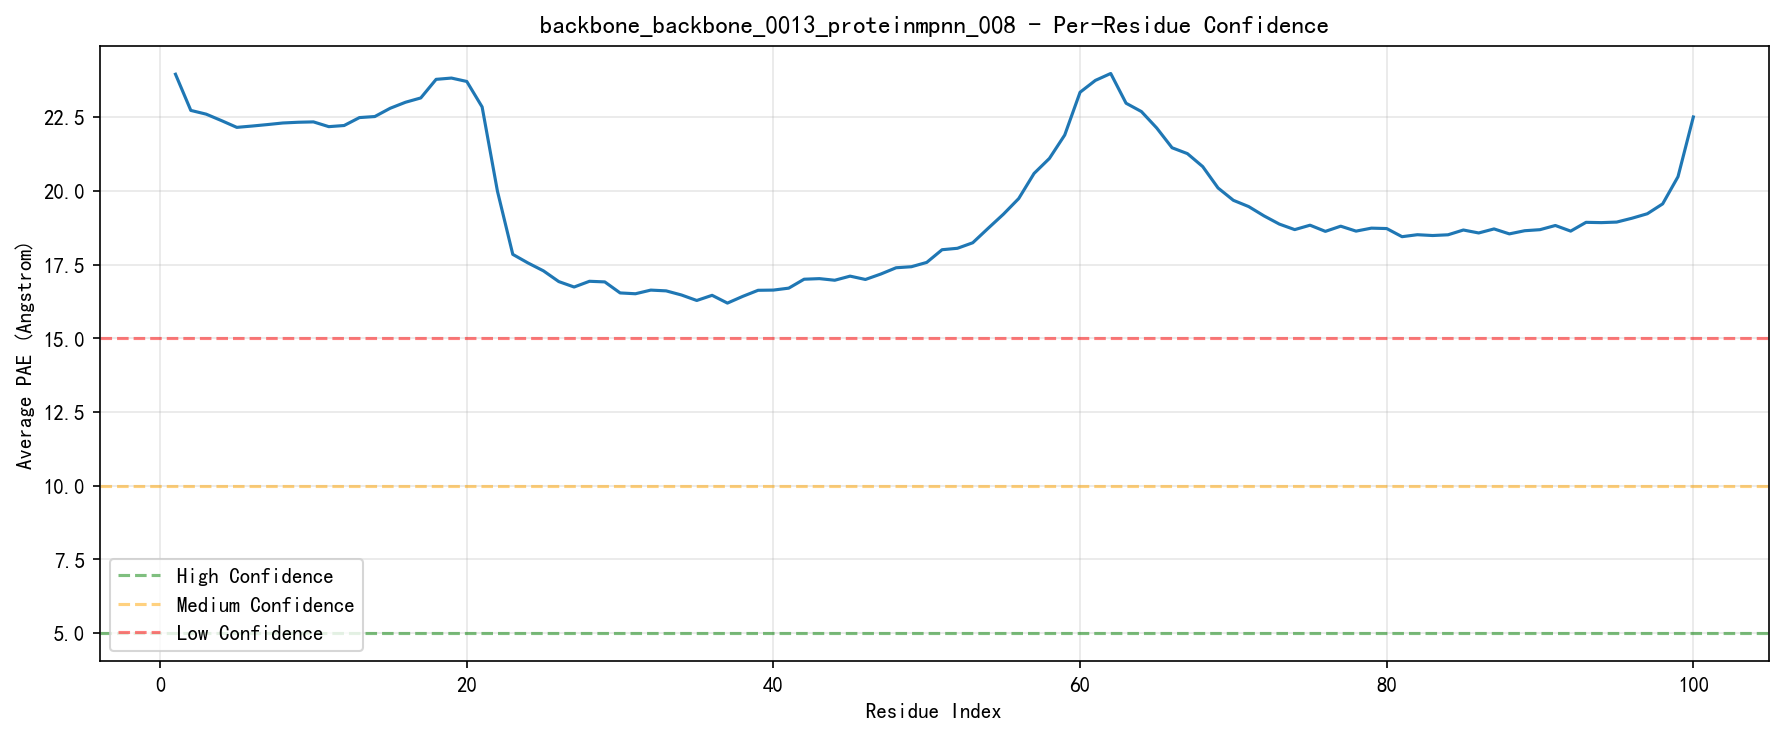 backbone_backbone_0013_proteinmpnn_008 - Per-Residue Confidence
Average PAE (Angstrom)
22.5
20.0
17.5
15.0
12.5
10.0
7.5
5.0
High Confidence
Medium Confidence
Low Confidence
0 20 40 60 80 100
Residue Index